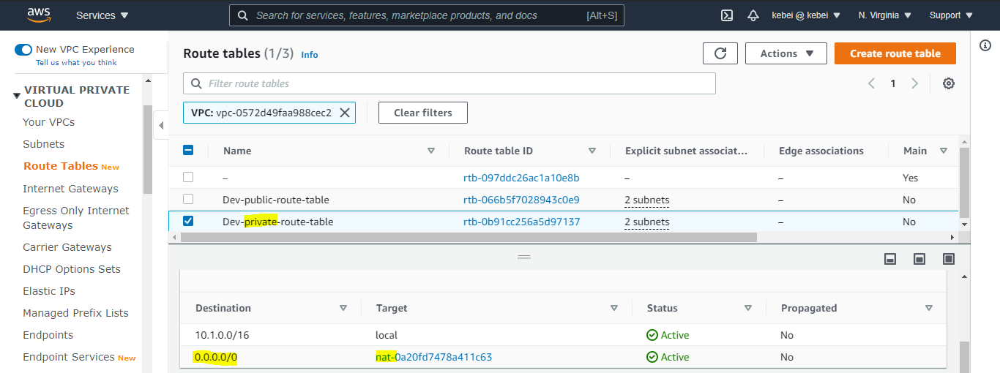 aws Services Search for services, features, marketplace products, and docs [Alt+S] kebei @ kebei N. Virginia Support
New VPC Experience
Tell us what you think
VIRTUAL PRIVATE
CLOUD
Your VPCs
Subnets
Route Tables New
Internet Gateways
Egress Only Internet
Gateways
Carrier Gateways
DHCP Options Sets
Elastic IPs
Managed Prefix Lists
Endpoints
Endpoint Services New
Route tables (1/3) Info
Actions Create route table
Filter route tables
1
VPC: vpc-0572d49faa988cec2 Clear filters
Name Route table ID Explicit subnet associat... Edge associations Main
– rtb-097ddc26ac1a10e8b – – Yes
Dev-public-route-table rtb-066b5f7028943c0e9 2 subnets – No
Dev-private-route-table rtb-0b91cc256a5d97137 2 subnets – No
Destination Target Status Propagated
10.1.0.0/16 local Active No
0.0.0.0/0 nat-0a20fd7478a411c63 Active No